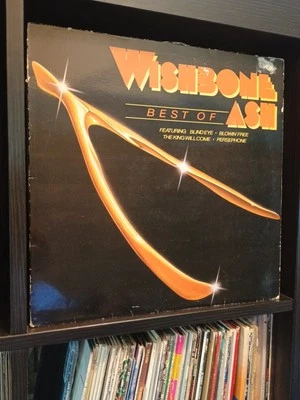 WISHBONE
BEST OF ASH
FEATURING BLIND EYE • BLOWIN FREE
THE KING WILL COME • PERSEPHONE